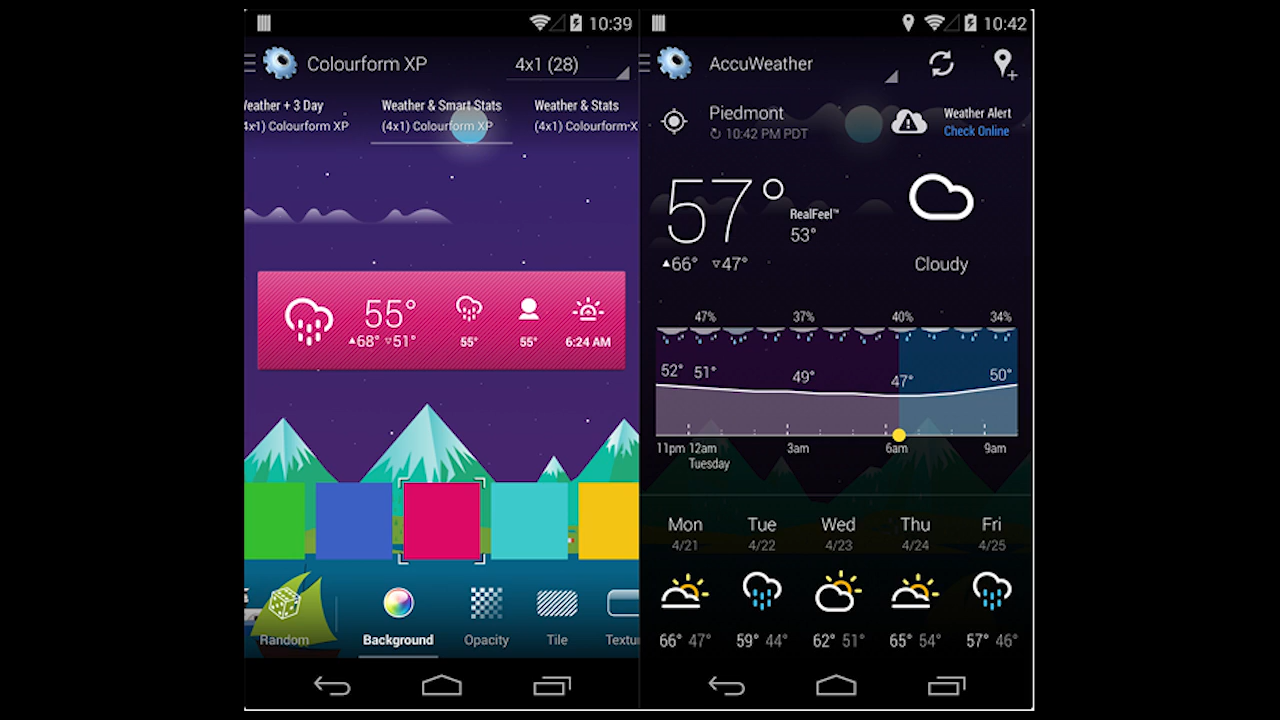 10:39
Colourform XP
4x1 (28)
Weather + 3 Day
Weather & Smart Stats
Weather & Stats
(4x1) Colourform XP
(4x1) Colourform XP
(4x1) Colourform X
55°
▲68° ▽51°
55°
55°
6:24 AM
Random
Background
Opacity
Tile
Textu
10:42
AccuWeather
Piedmont
10:42 PM PDT
Weather Alert
Check Online
57°
RealFeel™
53°
▲66° ▽47°
Cloudy
47% 37% 40% 34%
52° 51° 49° 47° 50°
11pm 12am 3am 6am 9am
Tuesday
Mon Tue Wed Thu Fri
4/21 4/22 4/23 4/24 4/25
66° 47° 59° 44° 62° 51° 65° 54° 57° 46°